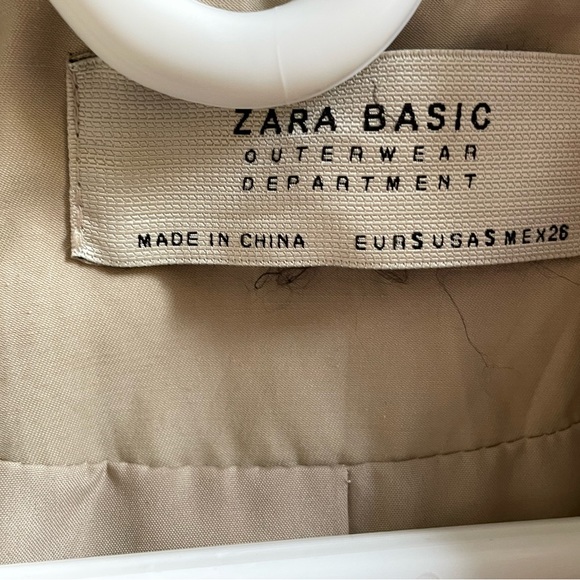 ZARA BASIC
OUTERWEAR
DEPARTMENT
MADE IN CHINA EUR S USA S MEX 26